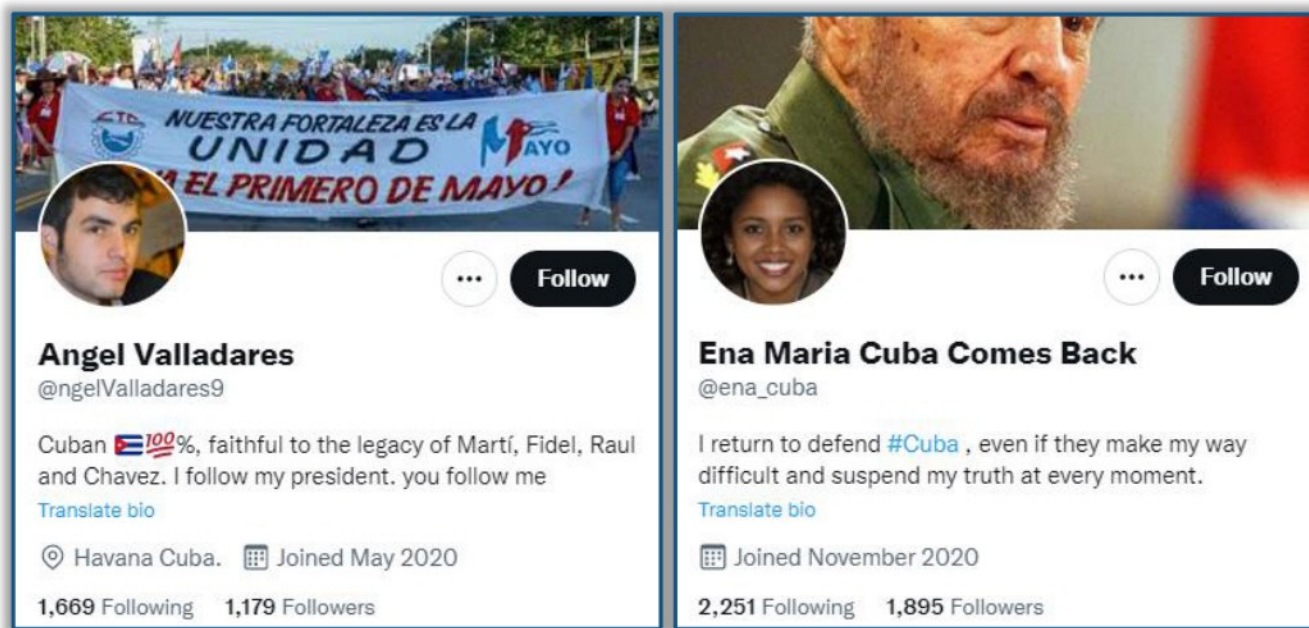 CTC
NUESTRA FORTALEZA ES LA
UNIDAD
1 MAYO
EL PRIMERO DE MAYO!
Follow
Angel Valladares
@ngelValladares9
Cuban 🇨🇺💯%, faithful to the legacy of Martí, Fidel, Raul
and Chavez. I follow my president. you follow me
Translate bio
Havana Cuba. Joined May 2020
1,669 Following 1,179 Followers
Follow
Ena Maria Cuba Comes Back
@ena_cuba
I return to defend #Cuba , even if they make my way
difficult and suspend my truth at every moment.
Translate bio
Joined November 2020
2,251 Following 1,895 Followers